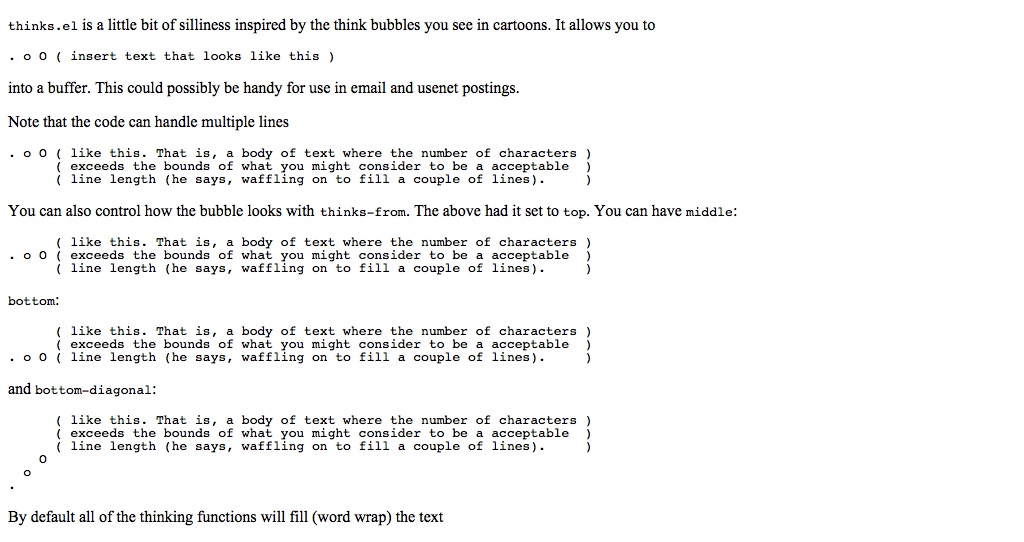 thinks.el is a little bit of silliness inspired by the think bubbles you see in cartoons. It allows you to
. o O ( insert text that looks like this )
into a buffer. This could possibly be handy for use in email and usenet postings.
Note that the code can handle multiple lines
. o O ( like this. That is, a body of text where the number of characters )
      ( exceeds the bounds of what you might consider to be a acceptable  )
      ( line length (he says, waffling on to fill a couple of lines).     )
You can also control how the bubble looks with thinks-from. The above had it set to top. You can have middle:
      ( like this. That is, a body of text where the number of characters )
. o O ( exceeds the bounds of what you might consider to be a acceptable  )
      ( line length (he says, waffling on to fill a couple of lines).     )
bottom:
      ( like this. That is, a body of text where the number of characters )
      ( exceeds the bounds of what you might consider to be a acceptable  )
. o O ( line length (he says, waffling on to fill a couple of lines).     )
and bottom-diagonal:
      ( like this. That is, a body of text where the number of characters )
      ( exceeds the bounds of what you might consider to be a acceptable  )
      ( line length (he says, waffling on to fill a couple of lines).     )
    O
  o
.
By default all of the thinking functions will fill (word wrap) the text